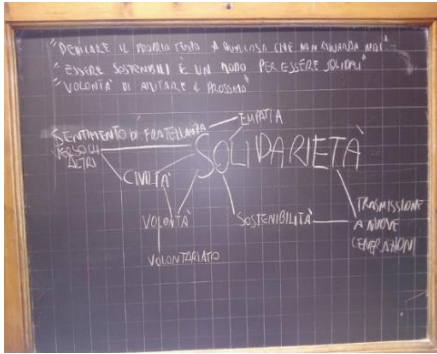 "DEDICARE IL PROPRIO TEMPO A QUALCOSA CHE NON RIGUARDA NOI"
"ESSERE SOSTENIBILI È UN MODO PER ESSERE SOLIDALI"
"VOLONTÀ DI AIUTARE IL PROSSIMO"
EMPATIA
SENTIMENTO DI FRATELLANZA
VERSO GLI
ALTRI
SOLIDARIETÀ
CIVILTÀ
VOLONTÀ
SOSTENIBILITÀ
TRASMISSIONE
A NUOVE
GENERAZIONI
VOLONTARIATO